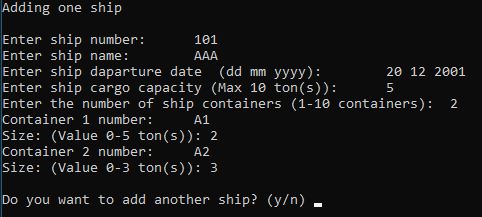 Adding one ship
Enter ship number: 101
Enter ship name: AAA
Enter ship daparture date (dd mm yyyy): 20 12 2001
Enter ship cargo capacity (Max 10 ton(s)): 5
Enter the number of ship containers (1-10 containers): 2
Container 1 number: A1
Size: (Value 0-5 ton(s)): 2
Container 2 number: A2
Size: (Value 0-3 ton(s)): 3
Do you want to add another ship? (y/n) _